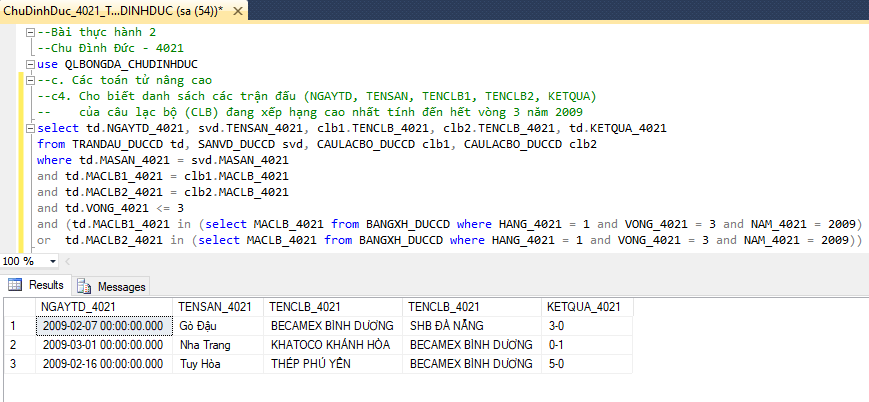 ChuDinhDuc_4021_T...DINHDUC (sa (54))*
--Bài thực hành 2
--Chu Đình Đức - 4021
use QLBONGDA_CHUDINHDUC
--c. Các toán tử nâng cao
--c4. Cho biết danh sách các trận đấu (NGAYTD, TENSAN, TENCLB1, TENCLB2, KETQUA)
-- của câu lạc bộ (CLB) đang xếp hạng cao nhất tính đến hết vòng 3 năm 2009
select td.NGAYTD_4021, svd.TENSAN_4021, clb1.TENCLB_4021, clb2.TENCLB_4021, td.KETQUA_4021
from TRANDAU_DUCCD td, SANVD_DUCCD svd, CAULACBO_DUCCD clb1, CAULACBO_DUCCD clb2
where td.MASAN_4021 = svd.MASAN_4021
and td.MACLB1_4021 = clb1.MACLB_4021
and td.MACLB2_4021 = clb2.MACLB_4021
and td.VONG_4021 <= 3
and (td.MACLB1_4021 in (select MACLB_4021 from BANGXH_DUCCD where HANG_4021 = 1 and VONG_4021 = 3 and NAM_4021 = 2009)
or td.MACLB2_4021 in (select MACLB_4021 from BANGXH_DUCCD where HANG_4021 = 1 and VONG_4021 = 3 and NAM_4021 = 2009))
100 %
Results Messages
NGAYTD_4021 TENSAN_4021 TENCLB_4021 TENCLB_4021 KETQUA_4021
1 2009-02-07 00:00:00.000 Gò Đậu BECAMEX BÌNH DƯƠNG SHB ĐÀ NẴNG 3-0
2 2009-03-01 00:00:00.000 Nha Trang KHATOCO KHÁNH HÒA BECAMEX BÌNH DƯƠNG 0-1
3 2009-02-16 00:00:00.000 Tuy Hòa THÉP PHÚ YÊN BECAMEX BÌNH DƯƠNG 5-0